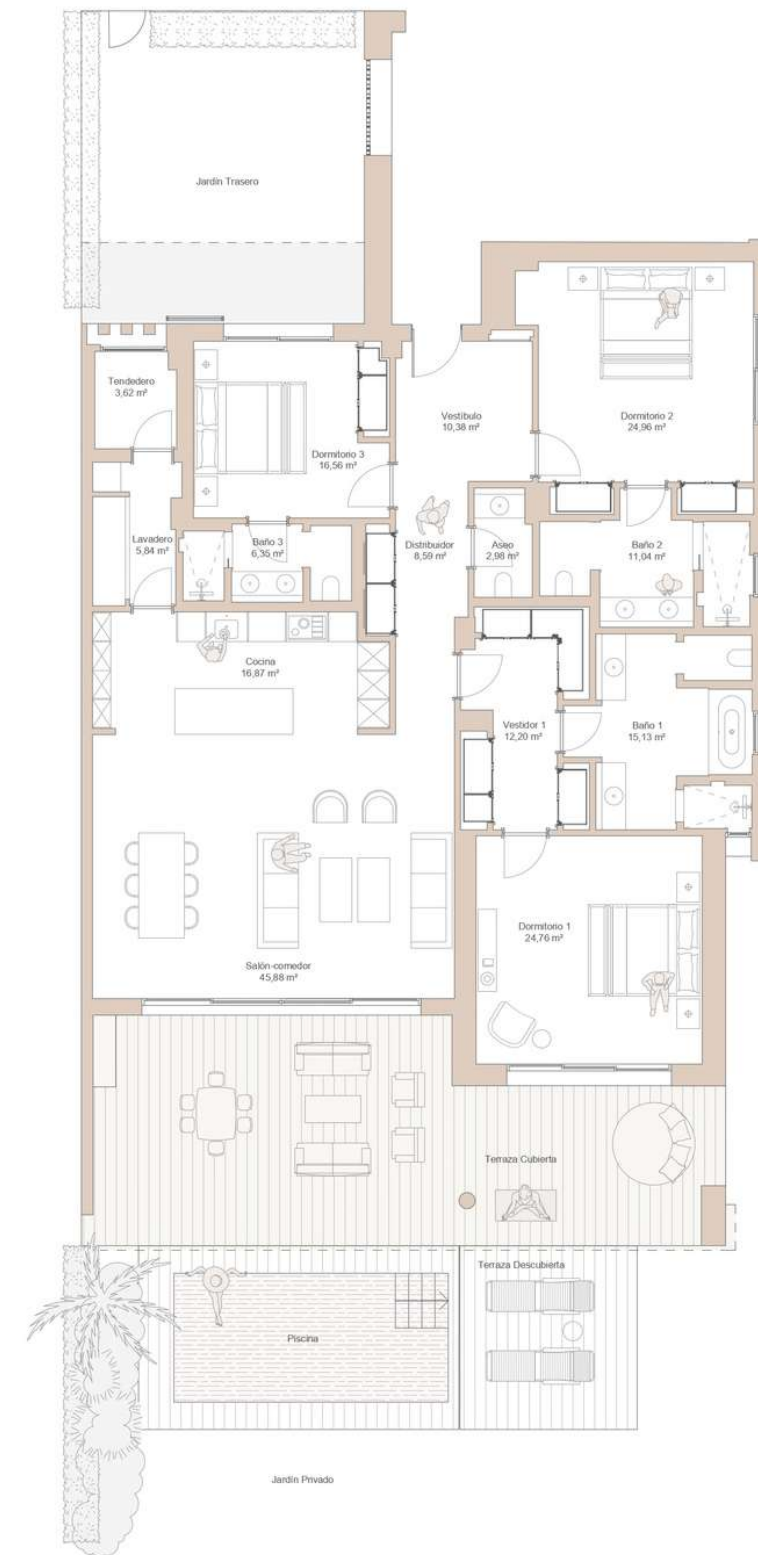 Jardín Trasero
Tendedero
3,62 m²
Dormitorio 3
16,56 m²
Vestíbulo
10,38 m²
Dormitorio 2
24,96 m²
Lavadero
5,84 m²
Baño 3
6,35 m²
Distribuidor
8,59 m²
Aseo
2,98 m²
Baño 2
11,04 m²
Cocina
16,87 m²
Vestidor 1
12,20 m²
Baño 1
15,13 m²
Dormitorio 1
24,76 m²
Salón-comedor
45,88 m²
Terraza Cubierta
Terraza Descubierta
Piscina
Jardín Privado